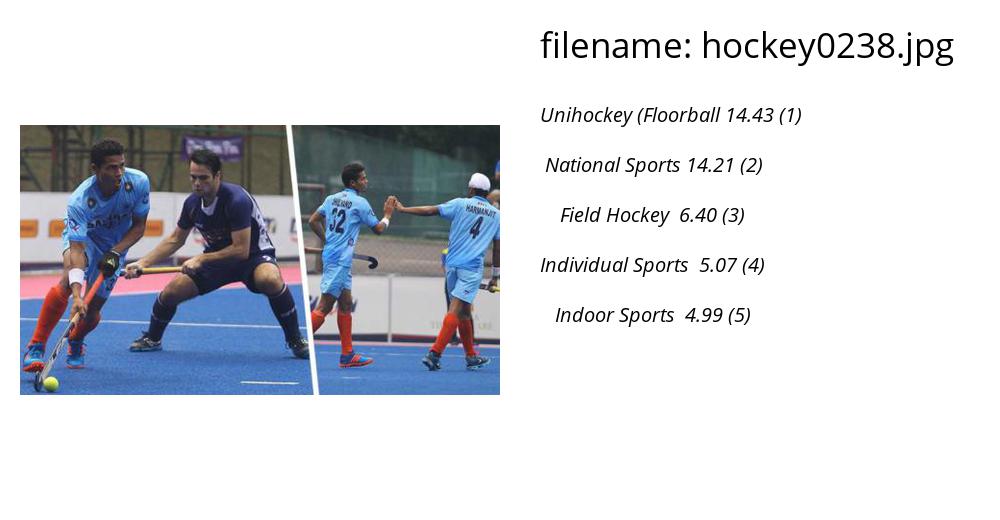 filename: hockey0238.jpg
Unihockey (Floorball 14.43 (1)
National Sports 14.21 (2)
Field Hockey 6.40 (3)
Individual Sports 5.07 (4)
Indoor Sports 4.99 (5)
32
HARMANJIT
4